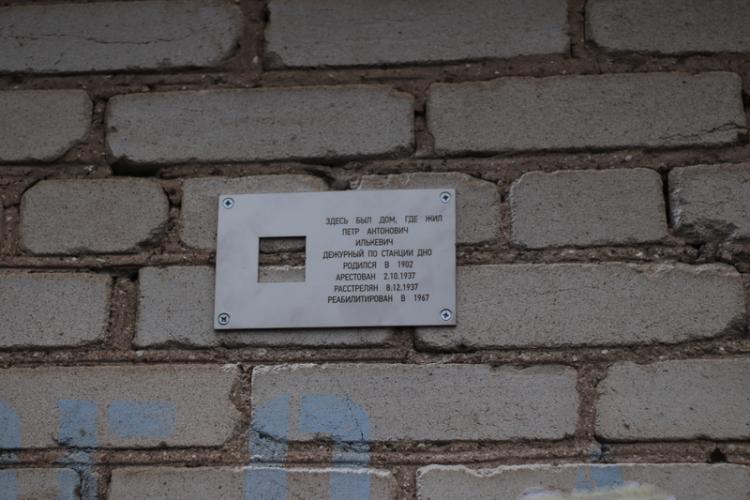 ЗДЕСЬ БЫЛ ДОМ, ГДЕ ЖИЛ
ПЕТР АНТОНОВИЧ
ИЛЬКЕВИЧ
ДЕЖУРНЫЙ ПО СТАНЦИИ ДНО
РОДИЛСЯ В 1902
АРЕСТОВАН 2.10.1937
РАССТРЕЛЯН 8.12.1937
РЕАБИЛИТИРОВАН В 1967